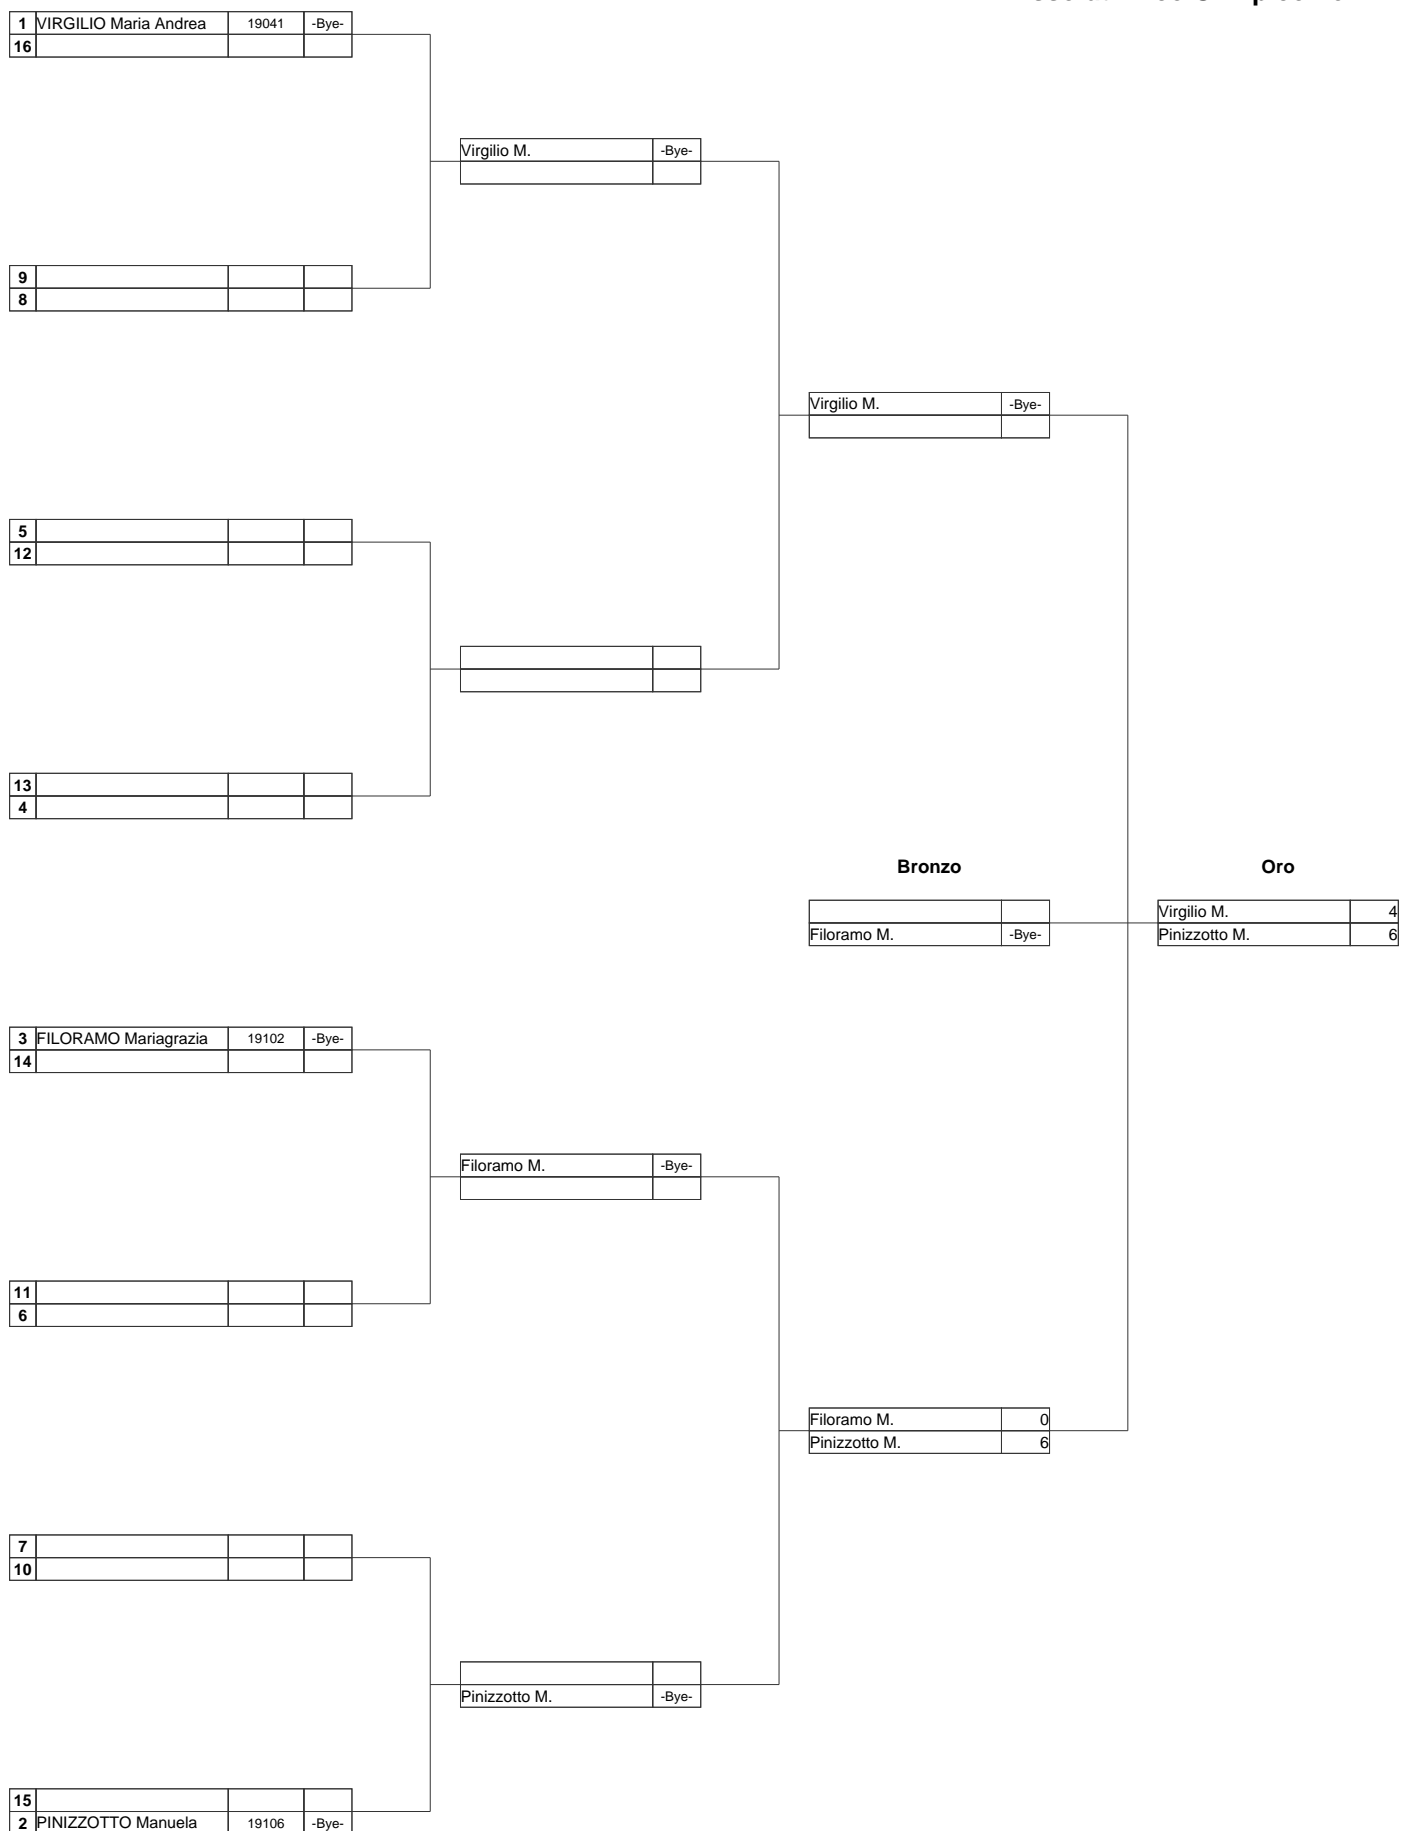 1 VIRGILIO Maria Andrea 19041 -Bye-
16
Virgilio M. -Bye-
9
8
Virgilio M. -Bye-
5
12
13
4
Bronzo Oro
Virgilio M. 4
Filoramo M. -Bye- Pinizzotto M. 6
3 FILORAMO Mariagrazia 19102 -Bye-
14
Filoramo M. -Bye-
11
6
Filoramo M. 0
Pinizzotto M. 6
7
10
Pinizzotto M. -Bye-
15
2 PINIZZOTTO Manuela 19106 -Bye-